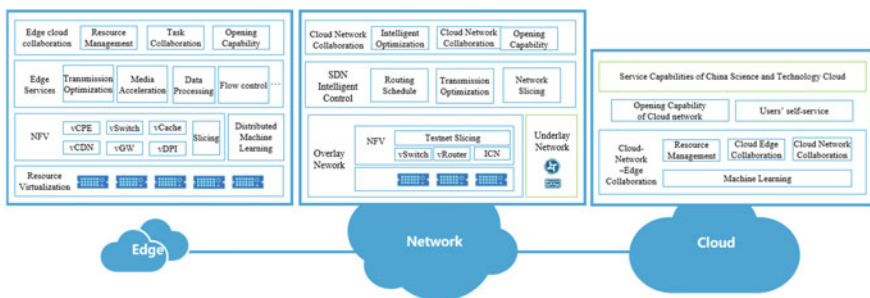 Edge cloud
collaboration
Resource
Management
Task
Collaboration
Opening
Capability
Edge
Services
Transmission
Optimization
Media
Acceleration
Data
Processing
Flow control
...
NFV
vCPE
vSwitch
vCache
vCDN
vGW
vDPI
Slicing
Distributed
Machine
Learning
Resource
Virtualization
Cloud Network
Collaboration
Intelligent
Optimization
Cloud Network
Collaboration
Opening
Capability
SDN
Intelligent
Control
Routing
Schedule
Transmission
Optimization
Network
Slicing
Overlay
Nework
NFV
Testnet Slicing
vSwitch
vRouter
ICN
Underlay
Network
Service Capabilities of China Science and Technology Cloud
Opening Capability
of Cloud network
Users' self-service
Cloud-
Network
-Edge
Collaboration
Resource
Management
Cloud Edge
Collaboration
Cloud Network
Collaboration
Machine Learning
Edge
Network
Cloud